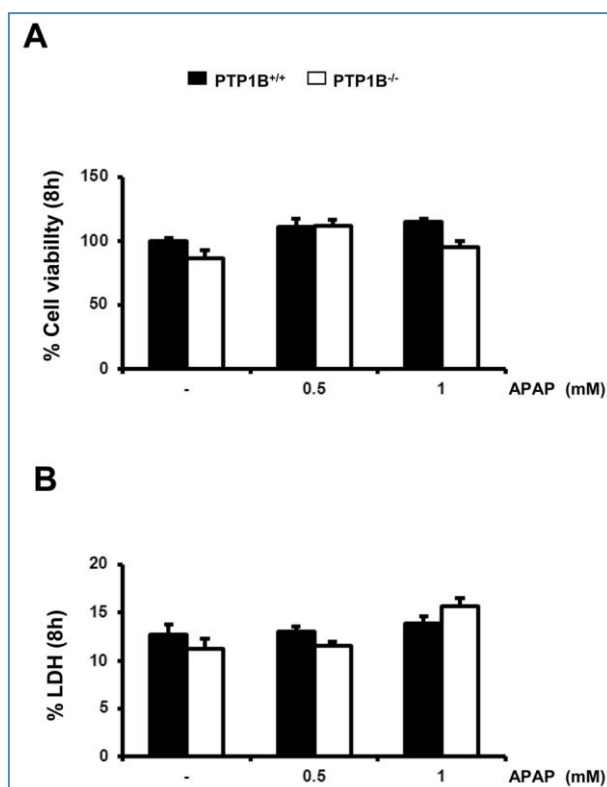 A
PTP1B+/+ PTP1B-/-
150
100
50
0
% Cell viability (8h)
- 0.5 1 APAP (mM)
B
20
15
10
5
0
% LDH (8h)
- 0.5 1 APAP (mM)